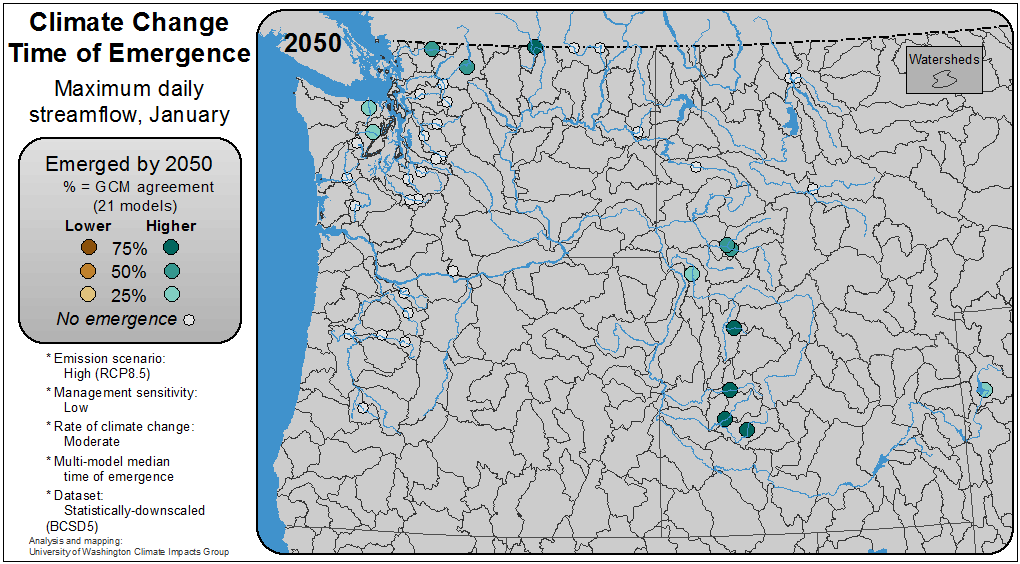 Climate Change
Time of Emergence
Maximum daily
streamflow, January
Emerged by 2050
% = GCM agreement
(21 models)
Lower Higher
75%
50%
25%
No emergence
* Emission scenario:
High (RCP8.5)
* Management sensitivity:
Low
* Rate of climate change:
Moderate
* Multi-model median
time of emergence
* Dataset:
Statistically-downscaled
(BCSD5)
Analysis and mapping:
University of Washington Climate Impacts Group
2050
Watersheds